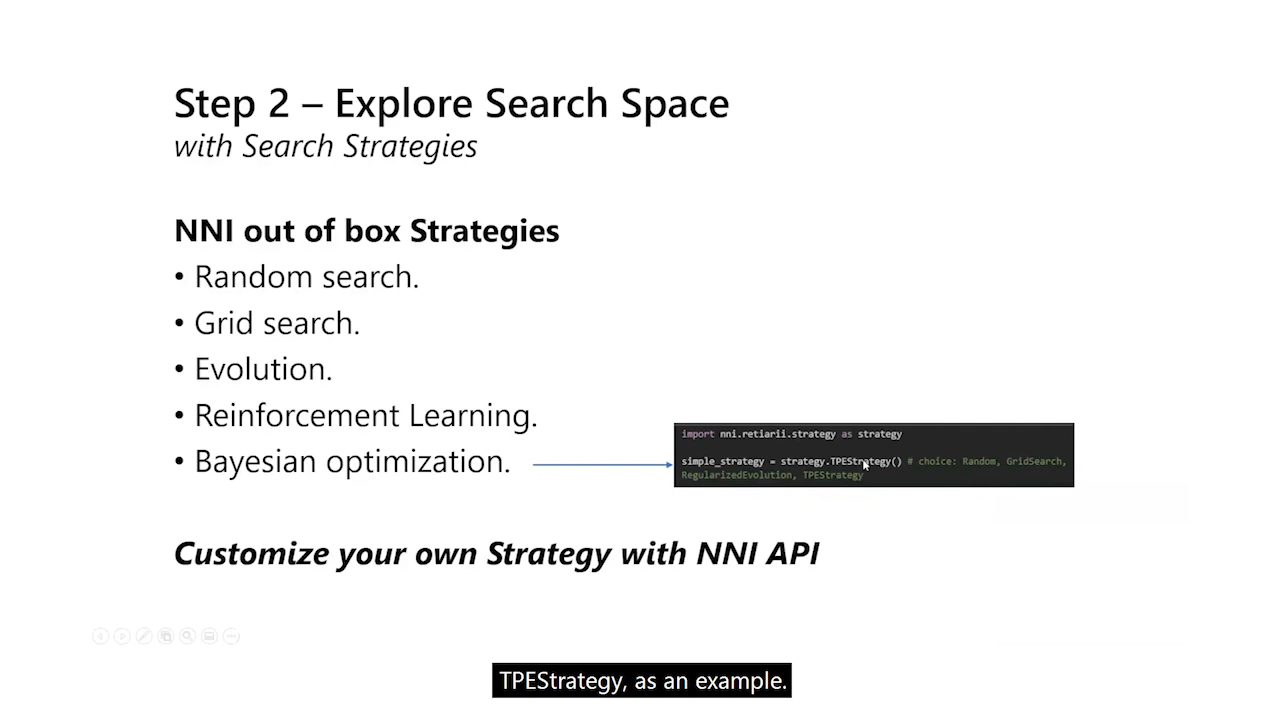 Step 2 – Explore Search Space
with Search Strategies
NNI out of box Strategies
• Random search.
• Grid search.
• Evolution.
• Reinforcement Learning.
• Bayesian optimization.
import nni.retiarii.strategy as strategy
simple_strategy = strategy.TPEStrategy() # choice: Random, GridSearch,
RegularizedEvolution, TPEStrategy
Customize your own Strategy with NNI API
TPEStrategy, as an example.